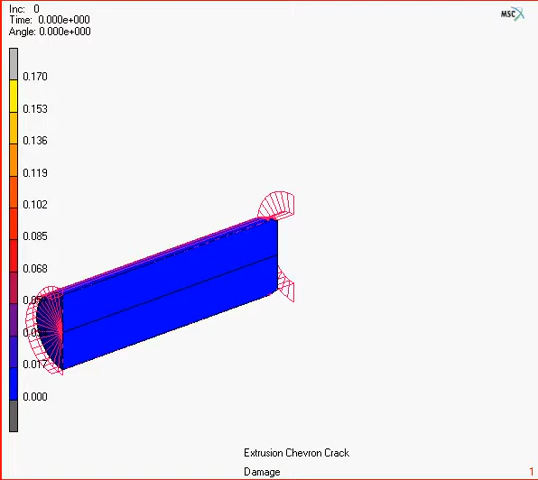 Inc: 0
Time: 0.000e+000
Angle: 0.000e+000
MSC
0.170
0.153
0.136
0.119
0.102
0.085
0.068
0.017
0.000
Extrusion Chevron Crack
Damage
1